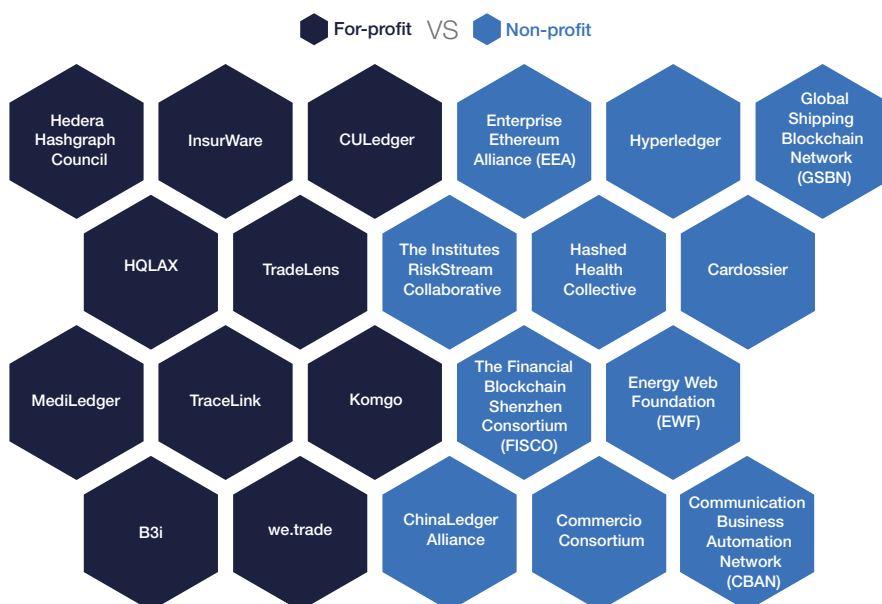 For-profit VS Non-profit
Hedera
Hashgraph
Council
InsurWare
CULedger
Enterprise
Ethereum
Alliance (EEA)
Hyperledger
Global
Shipping
Blockchain
Network
(GSBN)
HQLAX
TradeLens
The Institutes
RiskStream
Collaborative
Hashed
Health
Collective
Cardossier
MediLedger
TraceLink
Komgo
The Financial
Blockchain
Shenzhen
Consortium
(FISCO)
Energy Web
Foundation
(EWF)
B3i
we.trade
ChinaLedger
Alliance
Commercio
Consortium
Communication
Business
Automation
Network
(CBAN)